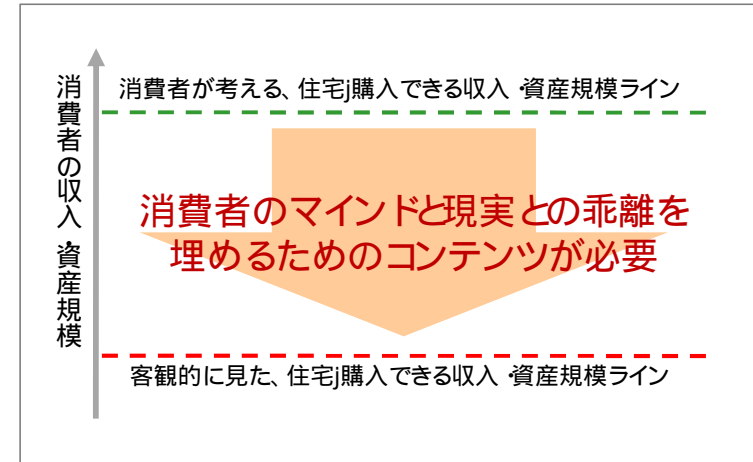 消費者の収入・資産規模
消費者が考える、住宅j購入できる収入・資産規模ライン
消費者のマインドと現実との乖離を
埋めるためのコンテンツが必要
客観的に見た、住宅j購入できる収入・資産規模ライン